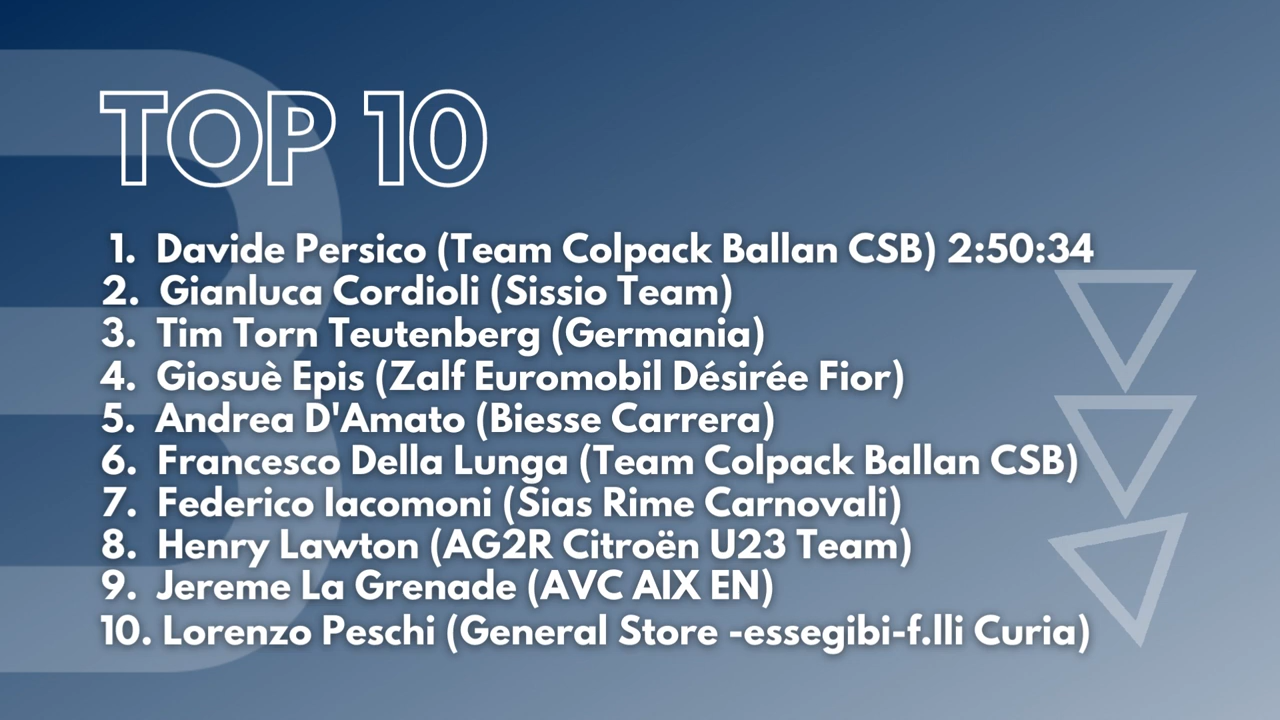 TOP 10
1. Davide Persico (Team Colpack Ballan CSB) 2:50:34
2. Gianluca Cordioli (Sissio Team)
3. Tim Torn Teutenberg (Germania)
4. Giosuè Epis (Zalf Euromobil Désirée Fior)
5. Andrea D'Amato (Biesse Carrera)
6. Francesco Della Lunga (Team Colpack Ballan CSB)
7. Federico Iacomoni (Sias Rime Carnovali)
8. Henry Lawton (AG2R Citroën U23 Team)
9. Jereme La Grenade (AVC AIX EN)
10. Lorenzo Peschi (General Store -essegibi-f.lli Curia)